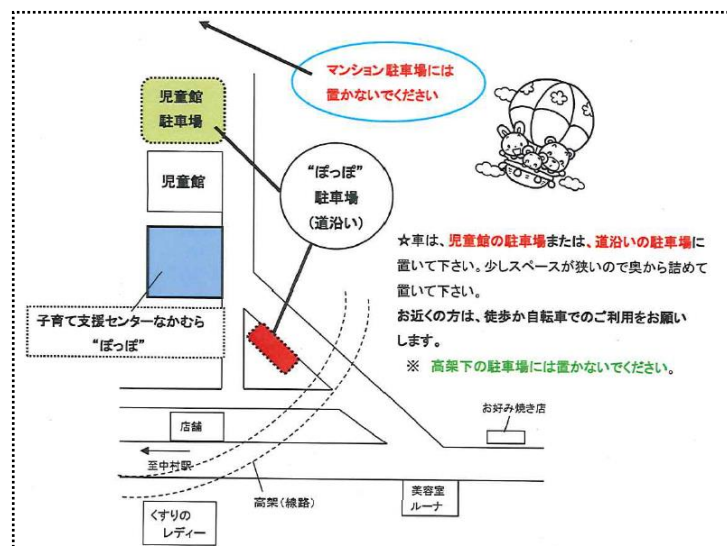 マンション駐車場には
置かないでください
児童館
駐車場
児童館
“ぽっぽ”
駐車場
(道沿い)
☆車は、児童館の駐車場または、道沿いの駐車場に
置いて下さい。少しスペースが狭いので奥から詰めて
置いて下さい。
お近くの方は、徒歩か自転車でのご利用をお願い
します。
※ 高架下の駐車場には置かないでください。
子育て支援センターなかむら
“ぽっぽ”
店舗
お好み焼き店
至中村駅
高架(線路)
美容室
ルーナ
くすりの
レディー